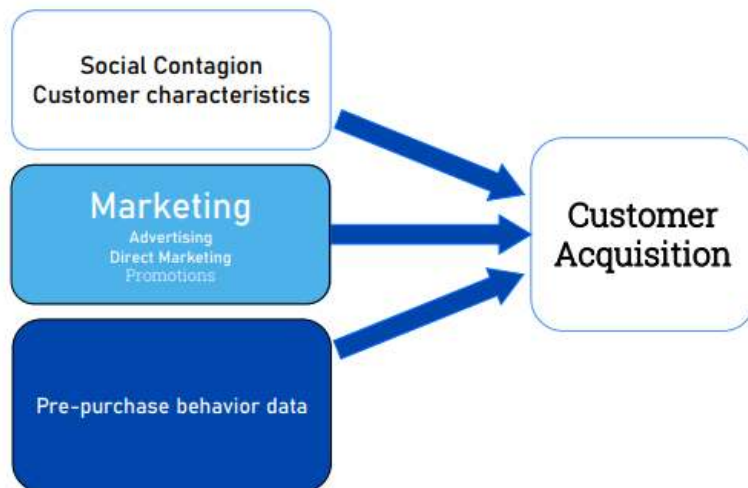 Social Contagion
Customer characteristics
Marketing
Advertising
Direct Marketing
Promotions
Pre-purchase behavior data
Customer
Acquisition